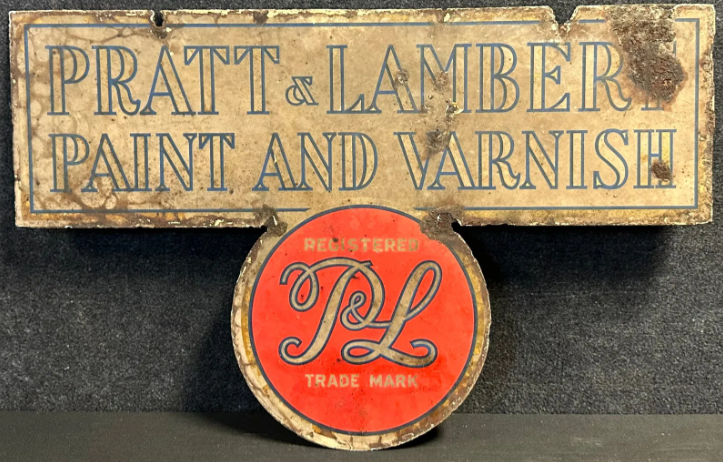 PRATT & LAMBERT
PAINT AND VARNISH
REGISTERED
P&L
TRADE MARK